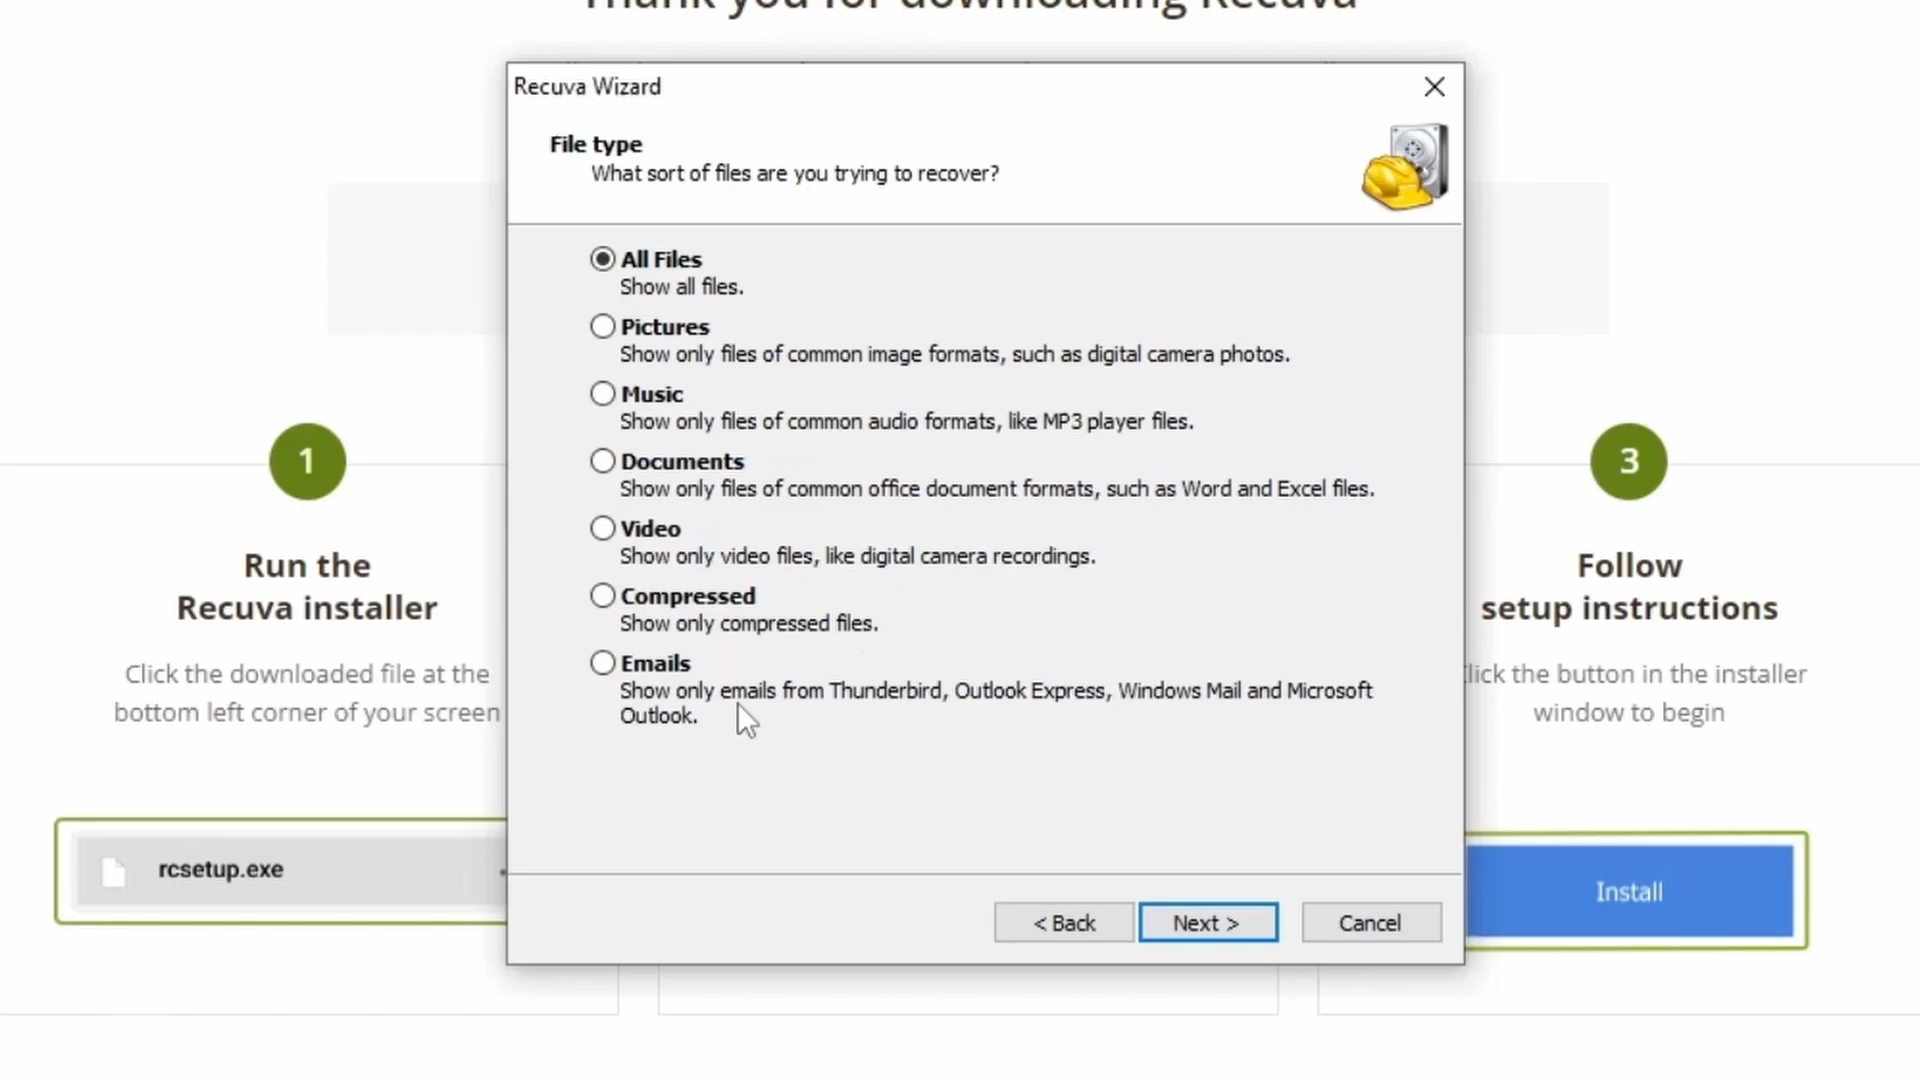 Thank you for downloading Recuva
Recuva Wizard
File type
What sort of files are you trying to recover?
All Files
Show all files.
Pictures
Show only files of common image formats, such as digital camera photos.
Music
Show only files of common audio formats, like MP3 player files.
Documents
Show only files of common office document formats, such as Word and Excel files.
Video
Show only video files, like digital camera recordings.
Compressed
Show only compressed files.
Emails
Show only emails from Thunderbird, Outlook Express, Windows Mail and Microsoft
Outlook.
< Back
Next >
Cancel
1
Run the
Recuva installer
Click the downloaded file at the
bottom left corner of your screen
rcsetup.exe
3
Follow
setup instructions
lick the button in the installer
window to begin
Install